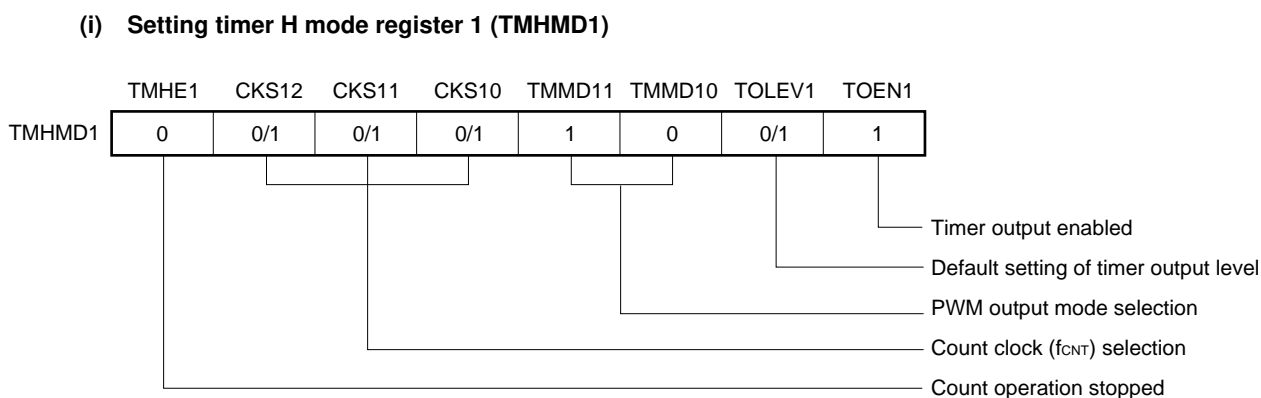 (i) Setting timer H mode register 1 (TMHMD1)
TMHE1 CKS12 CKS11 CKS10 TMMD11 TMMD10 TOLEV1 TOEN1
TMHMD1 0 0/1 0/1 0/1 1 0 0/1 1
Timer output enabled
Default setting of timer output level
PWM output mode selection
Count clock (fCNT) selection
Count operation stopped